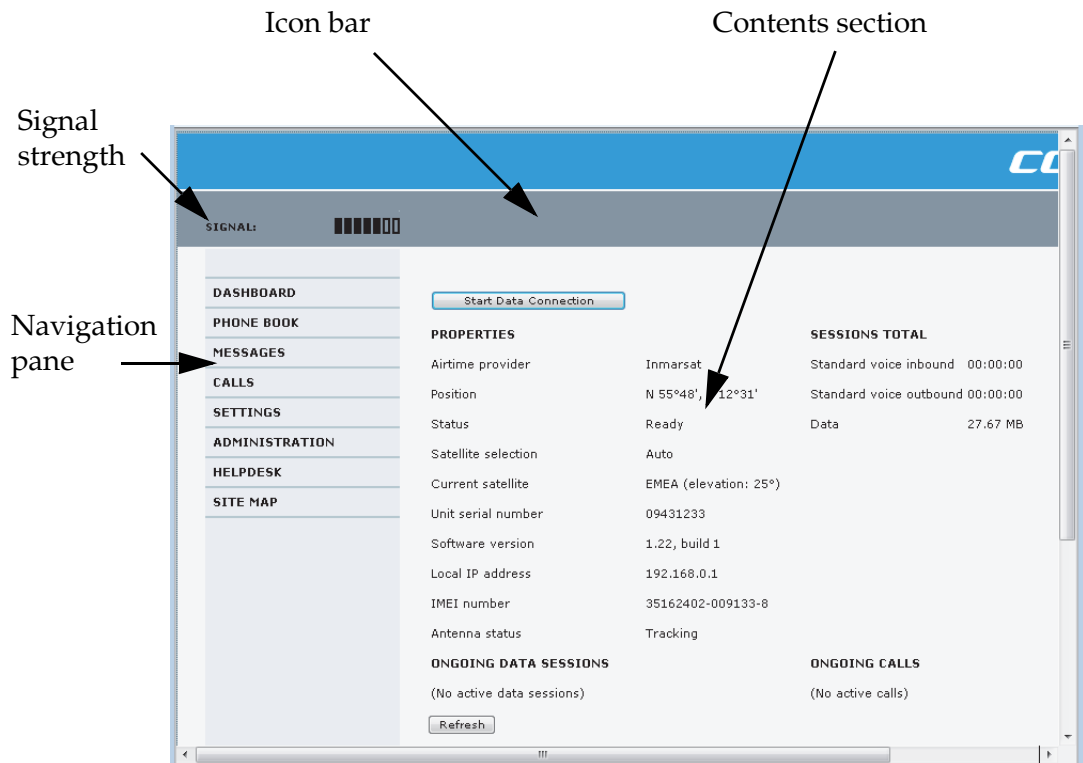 Icon bar
Contents section
Signal
strength
SIGNAL:
Navigation
pane
DASHBOARD
PHONE BOOK
MESSAGES
CALLS
SETTINGS
ADMINISTRATION
HELPDESK
SITE MAP
Start Data Connection
PROPERTIES
Airtime provider Inmarsat
Position N 55°48', 12°31'
Status Ready
Satellite selection Auto
Current satellite EMEA (elevation: 25°)
Unit serial number 09431233
Software version 1.22, build 1
Local IP address 192.168.0.1
IMEI number 35162402-009133-8
Antenna status Tracking
SESSIONS TOTAL
Standard voice inbound 00:00:00
Standard voice outbound 00:00:00
Data 27.67 MB
ONGOING DATA SESSIONS
(No active data sessions)
ONGOING CALLS
(No active calls)
Refresh